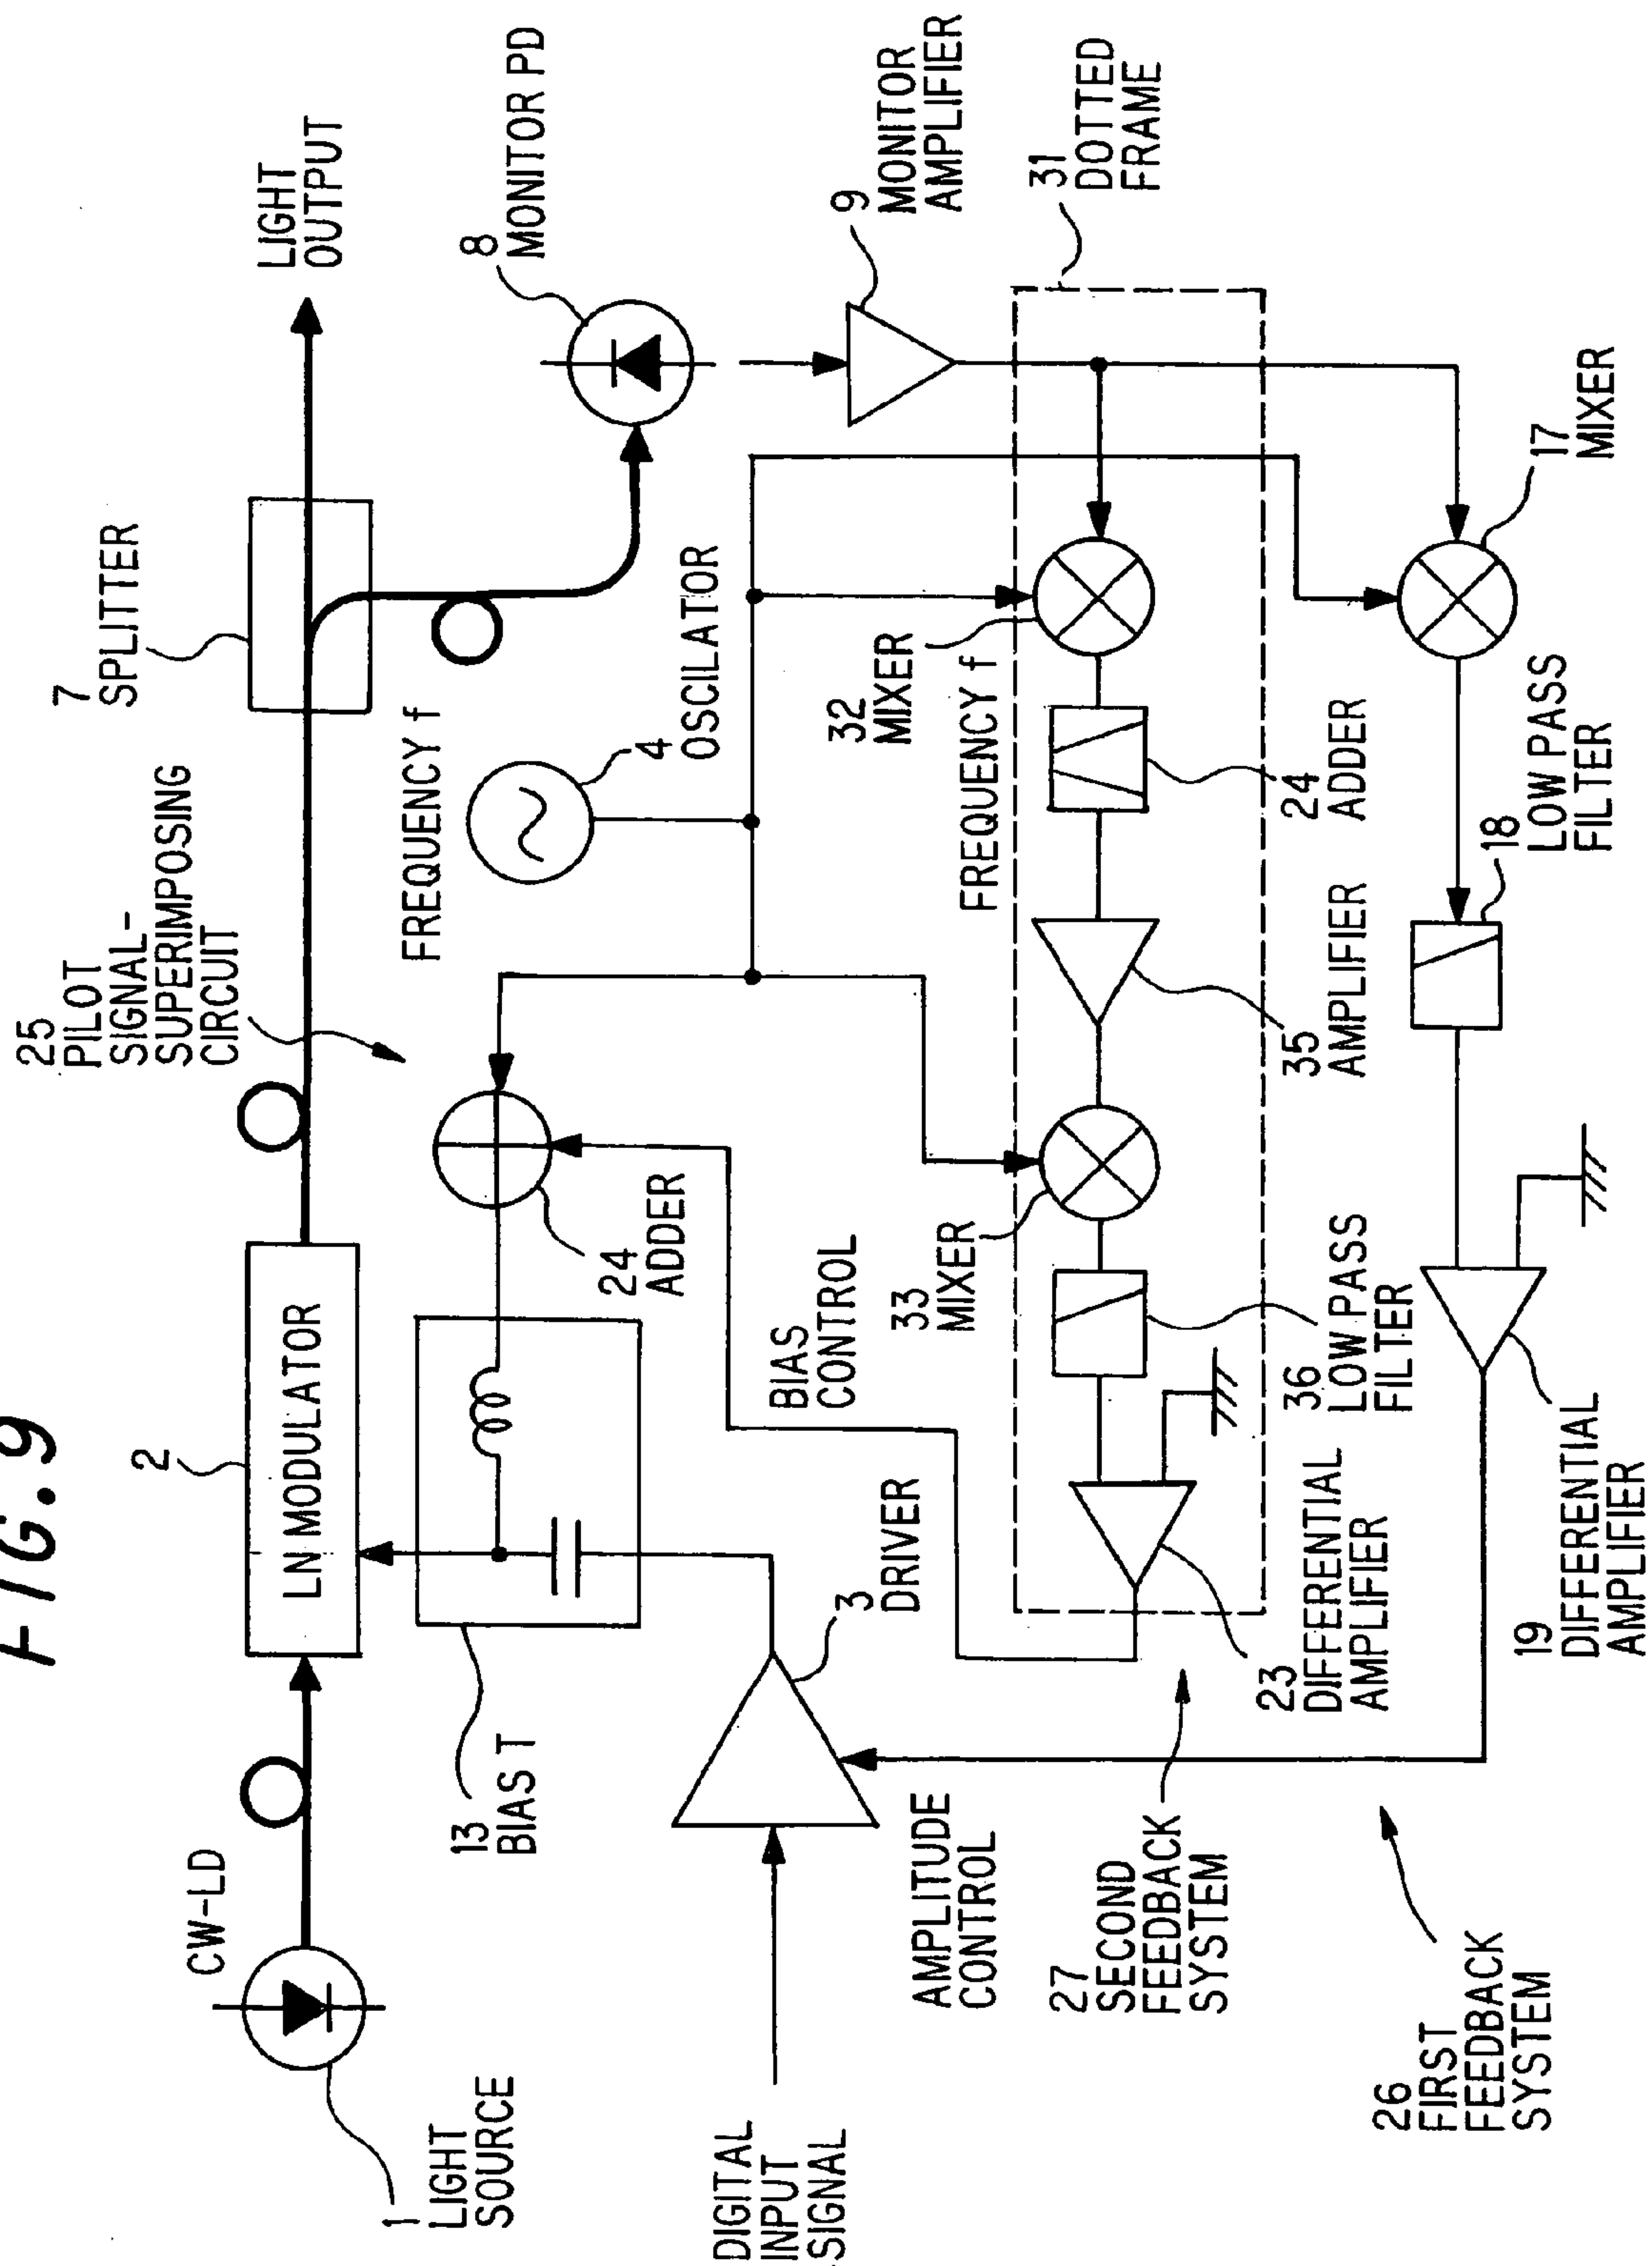 FIG. 9
25
PILOT
SIGNAL-
SUPERIMPOSING
CIRCUIT
7
SPLITTER
LIGHT
OUTPUT
CW-LD
2
LN MODULATOR
1
LIGHT
SOURCE
13
BIAS T
24
ADDER
FREQUENCY f
4
OSCILATOR
8
MONITOR PD
DIGITAL
INPUT
SIGNAL
3
DRIVER
BIAS
CONTROL
9
MONITOR
AMPLIFIER
AMPLITUDE
CONTROL
33
MIXER
32
MIXER
FREQUENCY f
31
DOTTED
FRAME
27
SECOND
FEEDBACK
SYSTEM
23
DIFFERENTIAL
AMPLIFIER
36
LOW PASS
FILTER
35
AMPLIFIER
24
ADDER
26
FIRST
FEEDBACK
SYSTEM
19
DIFFERENTIAL
AMPLIFIER
18
LOW PASS
FILTER
17
MIXER